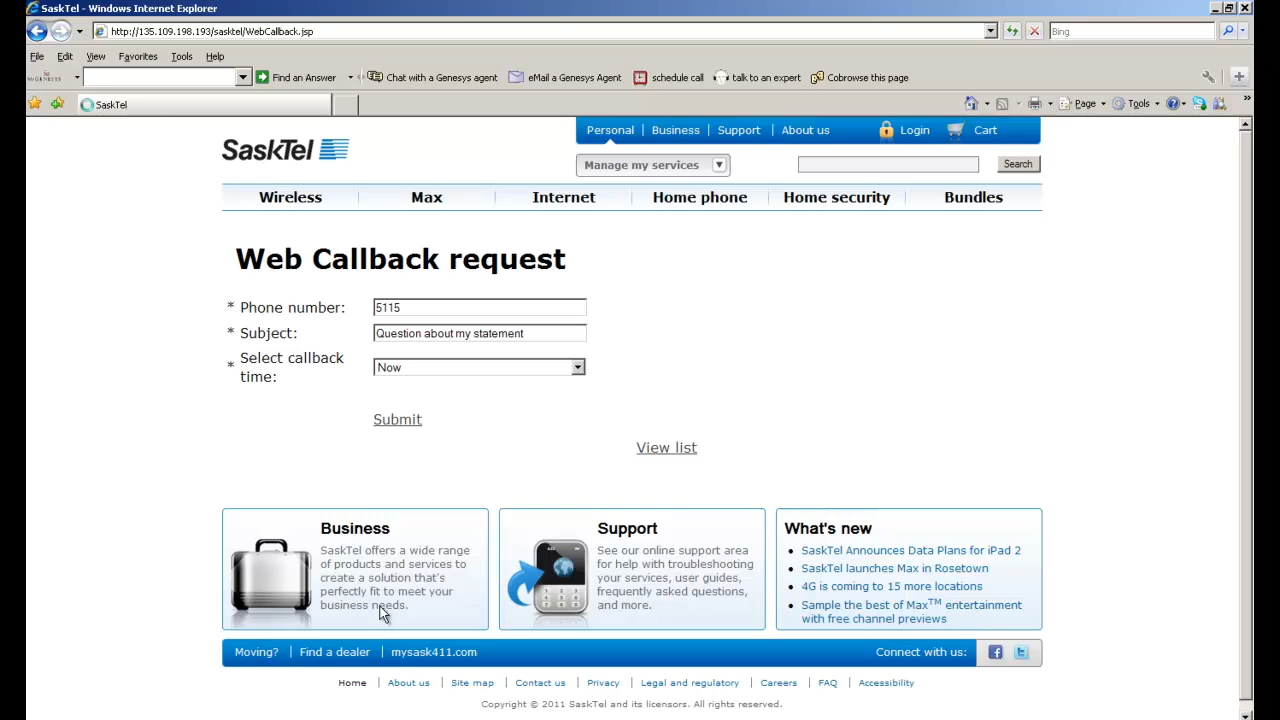 SaskTel - Windows Internet Explorer
http://135.109.198.193/sasktel/WebCallback.jsp
Bing
File Edit View Favorites Tools Help
Find an Answer Chat with a Genesys agent eMail a Genesys Agent schedule call talk to an expert Cobrowse this page
SaskTel
Page Tools
Personal Business Support About us Login Cart
SaskTel
Manage my services Search
Wireless Max Internet Home phone Home security Bundles
Web Callback request
* Phone number: 5115
* Subject: Question about my statement
* Select callback time: Now
Submit
View list
Business
SaskTel offers a wide range
of products and services to
create a solution that's
perfectly fit to meet your
business needs.
Support
See our online support area
for help with troubleshooting
your services, user guides,
frequently asked questions,
and more.
What's new
• SaskTel Announces Data Plans for iPad 2
• SaskTel launches Max in Rosetown
• 4G is coming to 15 more locations
• Sample the best of Max™ entertainment
with free channel previews
Moving? | Find a dealer | mysask411.com Connect with us:
Home | About us | Site map | Contact us | Privacy | Legal and regulatory | Careers | FAQ | Accessibility
Copyright © 2011 SaskTel and its licensors. All rights reserved.